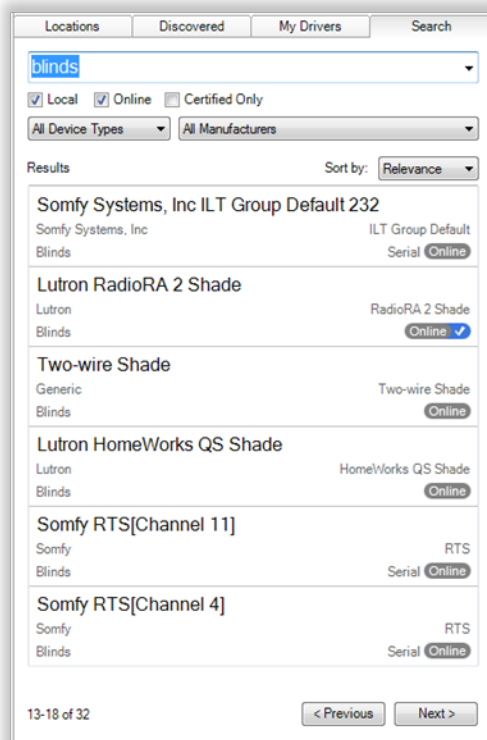 Locations Discovered My Drivers Search
blinds
Local Online Certified Only
All Device Types All Manufacturers
Results Sort by: Relevance
Somfy Systems, Inc ILT Group Default 232
Somfy Systems, Inc ILT Group Default
Blinds Serial Online
Lutron RadioRA 2 Shade
Lutron RadioRA 2 Shade
Blinds Online
Two-wire Shade
Generic Two-wire Shade
Blinds Online
Lutron HomeWorks QS Shade
Lutron HomeWorks QS Shade
Blinds Online
Somfy RTS[Channel 11]
Somfy RTS
Blinds Serial Online
Somfy RTS[Channel 4]
Somfy RTS
Blinds Serial Online
13-18 of 32 < Previous Next >